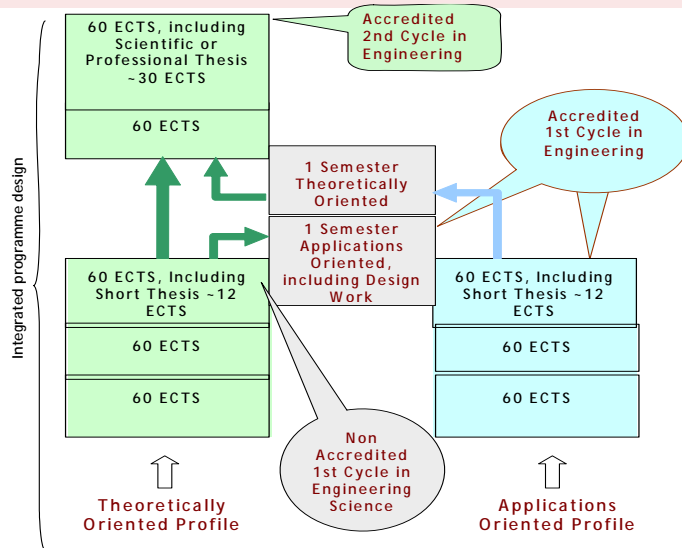 60 ECTS, including
Scientific or
Professional Thesis
~30 ECTS
Accredited
2nd Cycle in
Engineering
60 ECTS
Accredited
1st Cycle in
Engineering
1 Semester
Theoretically
Oriented
1 Semester
Applications
Oriented,
including Design
Work
Integrated programme design
60 ECTS, Including
Short Thesis ~12
ECTS
60 ECTS
60 ECTS
60 ECTS, Including
Short Thesis ~12
ECTS
60 ECTS
60 ECTS
Non
Accredited
1st Cycle in
Engineering
Science
Theoretically
Oriented Profile
Applications
Oriented Profile